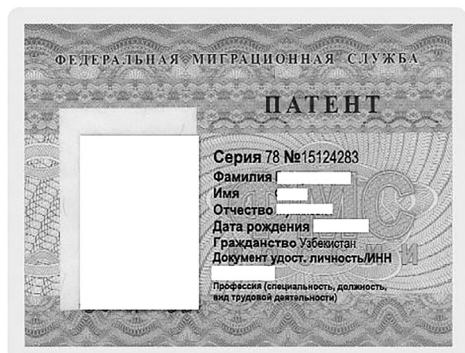 ФЕДЕРАЛЬНАЯ МИГРАЦИОННАЯ СЛУЖБА
ПАТЕНТ
Серия 78 №15124283
Фамилия
Имя
Отчество
Дата рождения
Гражданство Узбекистан
Документ удост. личность/ИНН
Профессия (специальность, должность,
вид трудовой деятельности)